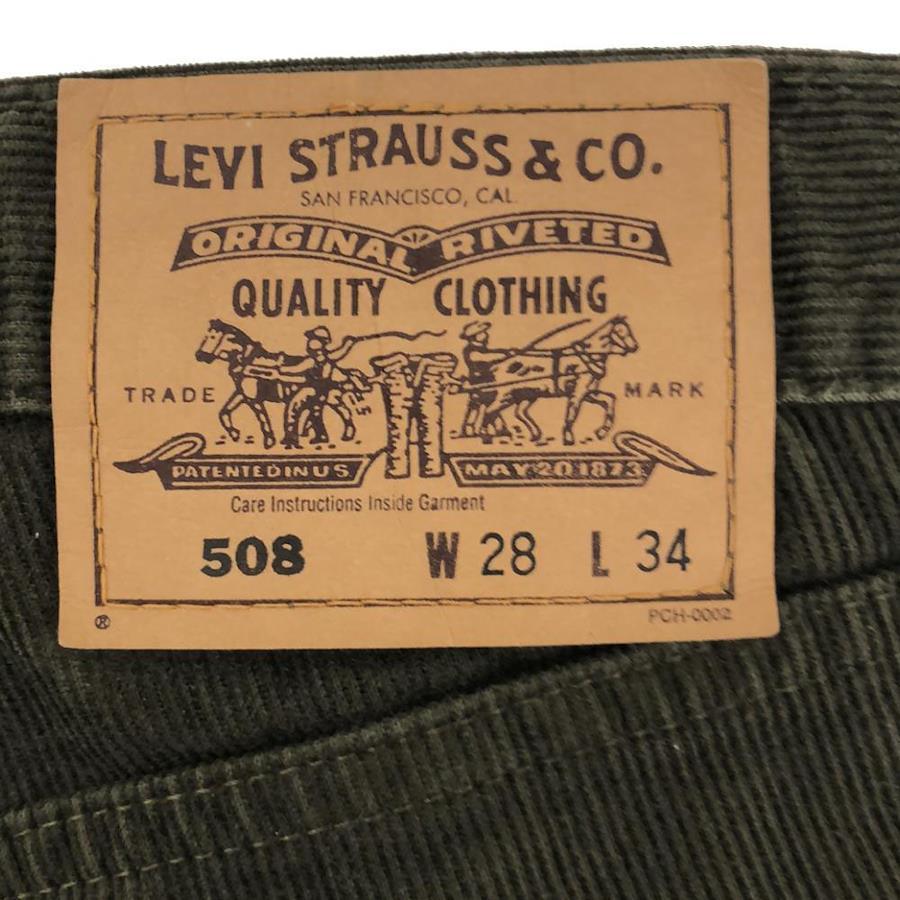 LEVI STRAUSS & CO.
SAN FRANCISCO, CAL.
ORIGINAL RIVETED
QUALITY CLOTHING
TRADE MARK
PATENTED IN U S MAY 20 1873
Care Instructions Inside Garment
508 W 28 L 34
® PCH-0002